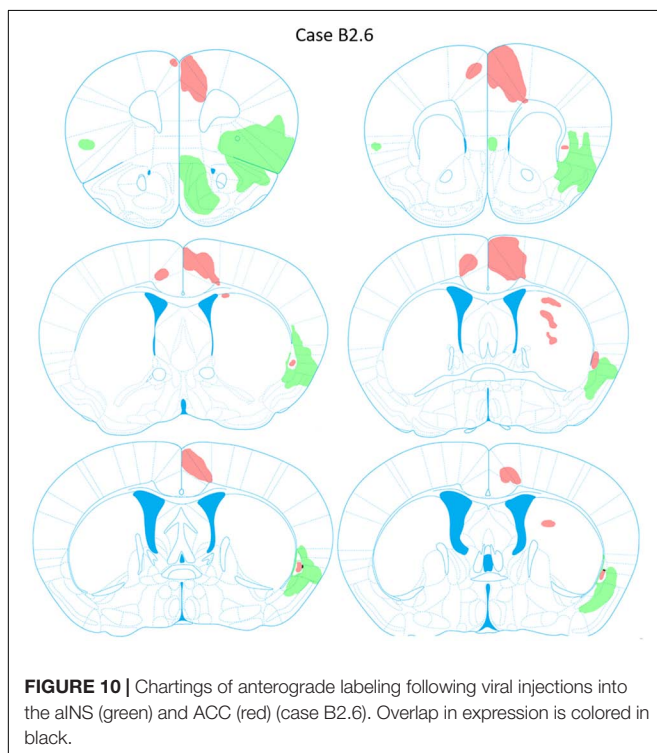 Case B2.6
FIGURE 10 | Chartings of anterograde labeling following viral injections into
the aINS (green) and ACC (red) (case B2.6). Overlap in expression is colored in
black.